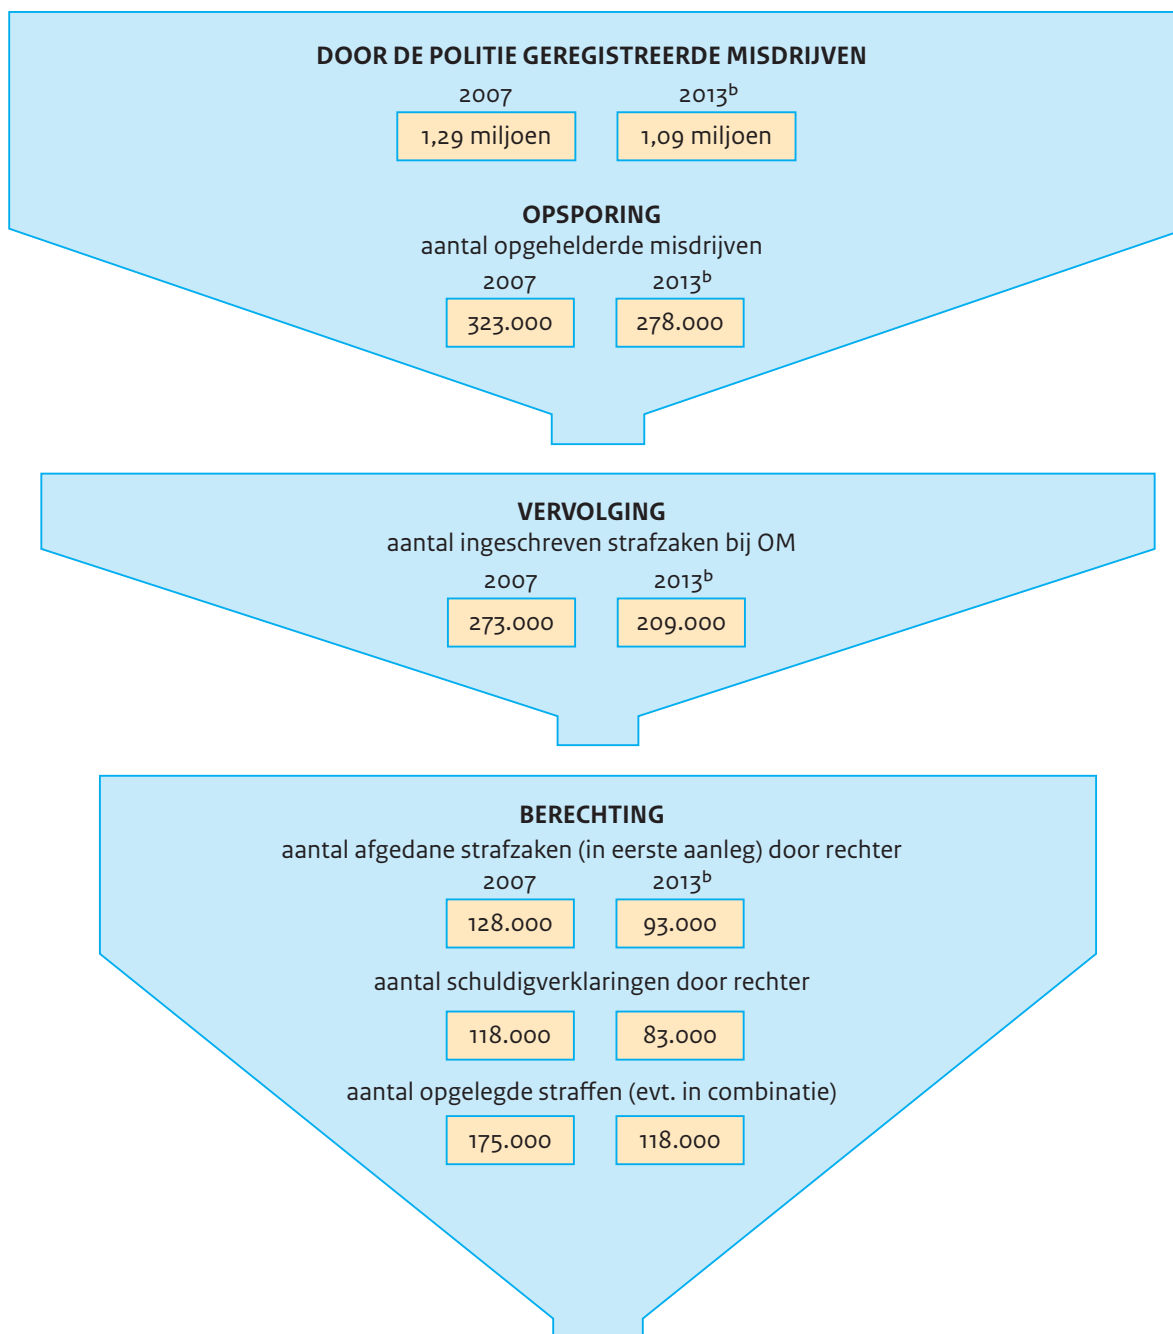 DOOR DE POLITIE GEREGISTREERDE MISDRIJVEN
2007 2013ᵇ
1,29 miljoen 1,09 miljoen
OPSPORING
aantal opgehelderde misdrijven
2007 2013ᵇ
323.000 278.000
VERVOLGING
aantal ingeschreven strafzaken bij OM
2007 2013ᵇ
273.000 209.000
BERECHTING
aantal afgedane strafzaken (in eerste aanleg) door rechter
2007 2013ᵇ
128.000 93.000
aantal schuldigverklaringen door rechter
118.000 83.000
aantal opgelegde straffen (evt. in combinatie)
175.000 118.000